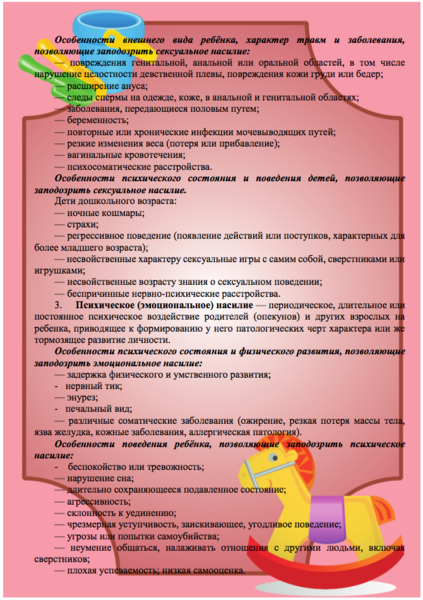 Особенности внешнего вида ребёнка, характер травм и заболевания,
позволяющие заподозрить сексуальное насилие:
— повреждения генитальной, анальной или оральной областей, в том числе
нарушение целостности девственной плевы, повреждения кожи груди или бедер;
— расширение ануса;
— следы спермы на одежде, коже, в анальной и генитальной областях;
— заболевания, передающиеся половым путем;
— беременность;
— повторные или хронические инфекции мочевыводящих путей;
— резкие изменения веса (потеря или прибавление);
— вагинальные кровотечения;
— психосоматические расстройства.
Особенности психического состояния и поведения детей, позволяющие
заподозрить сексуальное насилие.
Дети дошкольного возраста:
— ночные кошмары;
— страхи;
— регрессивное поведение (появление действий или поступков, характерных для
более младшего возраста);
— несвойственные характеру сексуальные игры с самим собой, сверстниками или
игрушками;
— несвойственные возрасту знания о сексуальном поведении;
— беспричинные нервно-психические расстройства.
3. Психическое (эмоциональное) насилие — периодическое, длительное или
постоянное психическое воздействие родителей (опекунов) и других взрослых на
ребенка, приводящее к формированию у него патологических черт характера или же
тормозящее развитие личности.
Особенности психического состояния и физического развития, позволяющие
заподозрить эмоциональное насилие:
— задержка физического и умственного развития;
- нервный тик;
— энурез;
- печальный вид;
— различные соматические заболевания (ожирение, резкая потеря массы тела,
язва желудка, кожные заболевания, аллергическая патология).
Особенности поведения ребёнка, позволяющие заподозрить психическое
насилие:
- беспокойство или тревожность;
— нарушение сна;
— длительно сохраняющееся подавленное состояние;
— агрессивность;
— склонность к уединению;
— чрезмерная уступчивость, заискивающее, угодливое поведение;
— угрозы или попытки самоубийства;
— неумение общаться, налаживать отношения с другими людьми, включая
сверстников;
— плохая успеваемость; низкая самооценка.